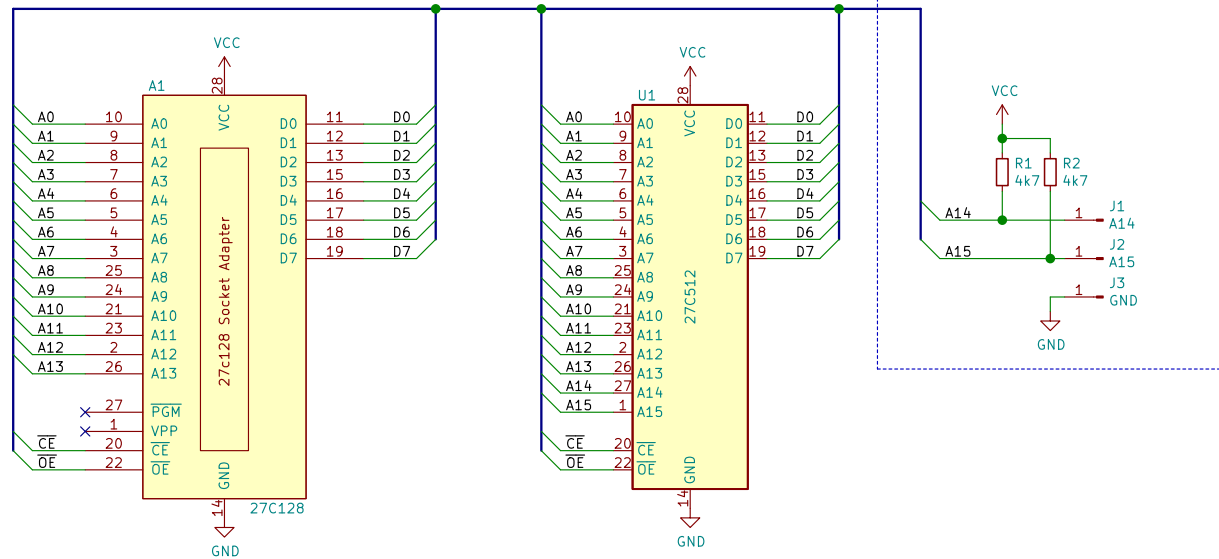 VCC
A1
28
VCC
A0 10 A0
A1 9 A1
A2 8 A2
A3 7 A3
A4 6 A4
A5 5 A5
A6 4 A6
A7 3 A7
A8 25 A8
A9 24 A9
A10 21 A10
A11 23 A11
A12 2 A12
A13 26 A13
27 PGM
1 VPP
CE 20 CE
OE 22 OE
27c128 Socket Adapter
D0 11 D0
D1 12 D1
D2 13 D2
D3 15 D3
D4 16 D4
D5 17 D5
D6 18 D6
D7 19 D7
GND
14
27C128
GND
VCC
U1
28
VCC
A0 10 A0
A1 9 A1
A2 8 A2
A3 7 A3
A4 6 A4
A5 5 A5
A6 4 A6
A7 3 A7
A8 25 A8
A9 24 A9
A10 21 A10
A11 23 A11
A12 2 A12
A13 26 A13
A14 27 A14
A15 1 A15
CE 20 CE
OE 22 OE
27C512
D0 11 D0
D1 12 D1
D2 13 D2
D3 15 D3
D4 16 D4
D5 17 D5
D6 18 D6
D7 19 D7
GND
14
GND
VCC
R1
4k7
R2
4k7
A14 1 J1
A14
A15 1 J2
A15
1 J3
GND
GND